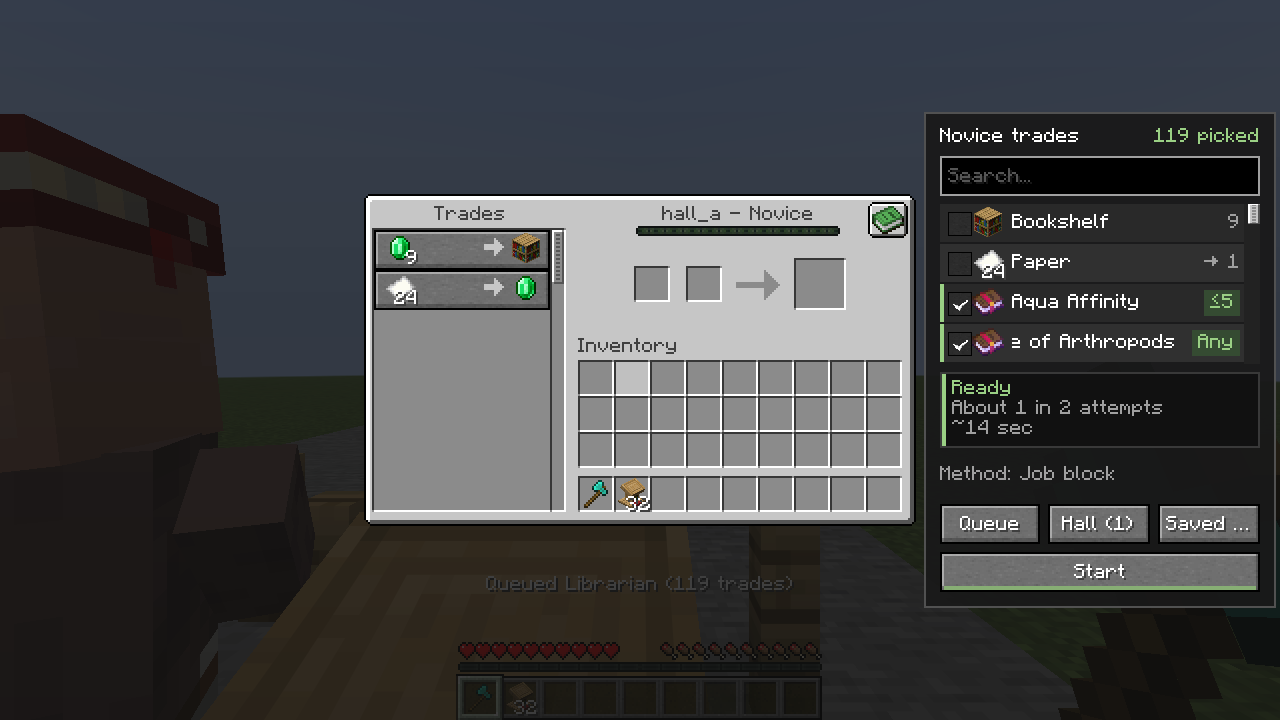 Trades
hall_a - Novice
9
24
Inventory
32
Novice trades
119 picked
Search...
Bookshelf
9
24
Paper
→ 1
Aqua Affinity
≤5
e of Arthropods
Any
Ready
About 1 in 2 attempts
~14 sec
Method: Job block
Queue
Hall (1)
Saved ...
Start
Queued Librarian (119 trades)
32